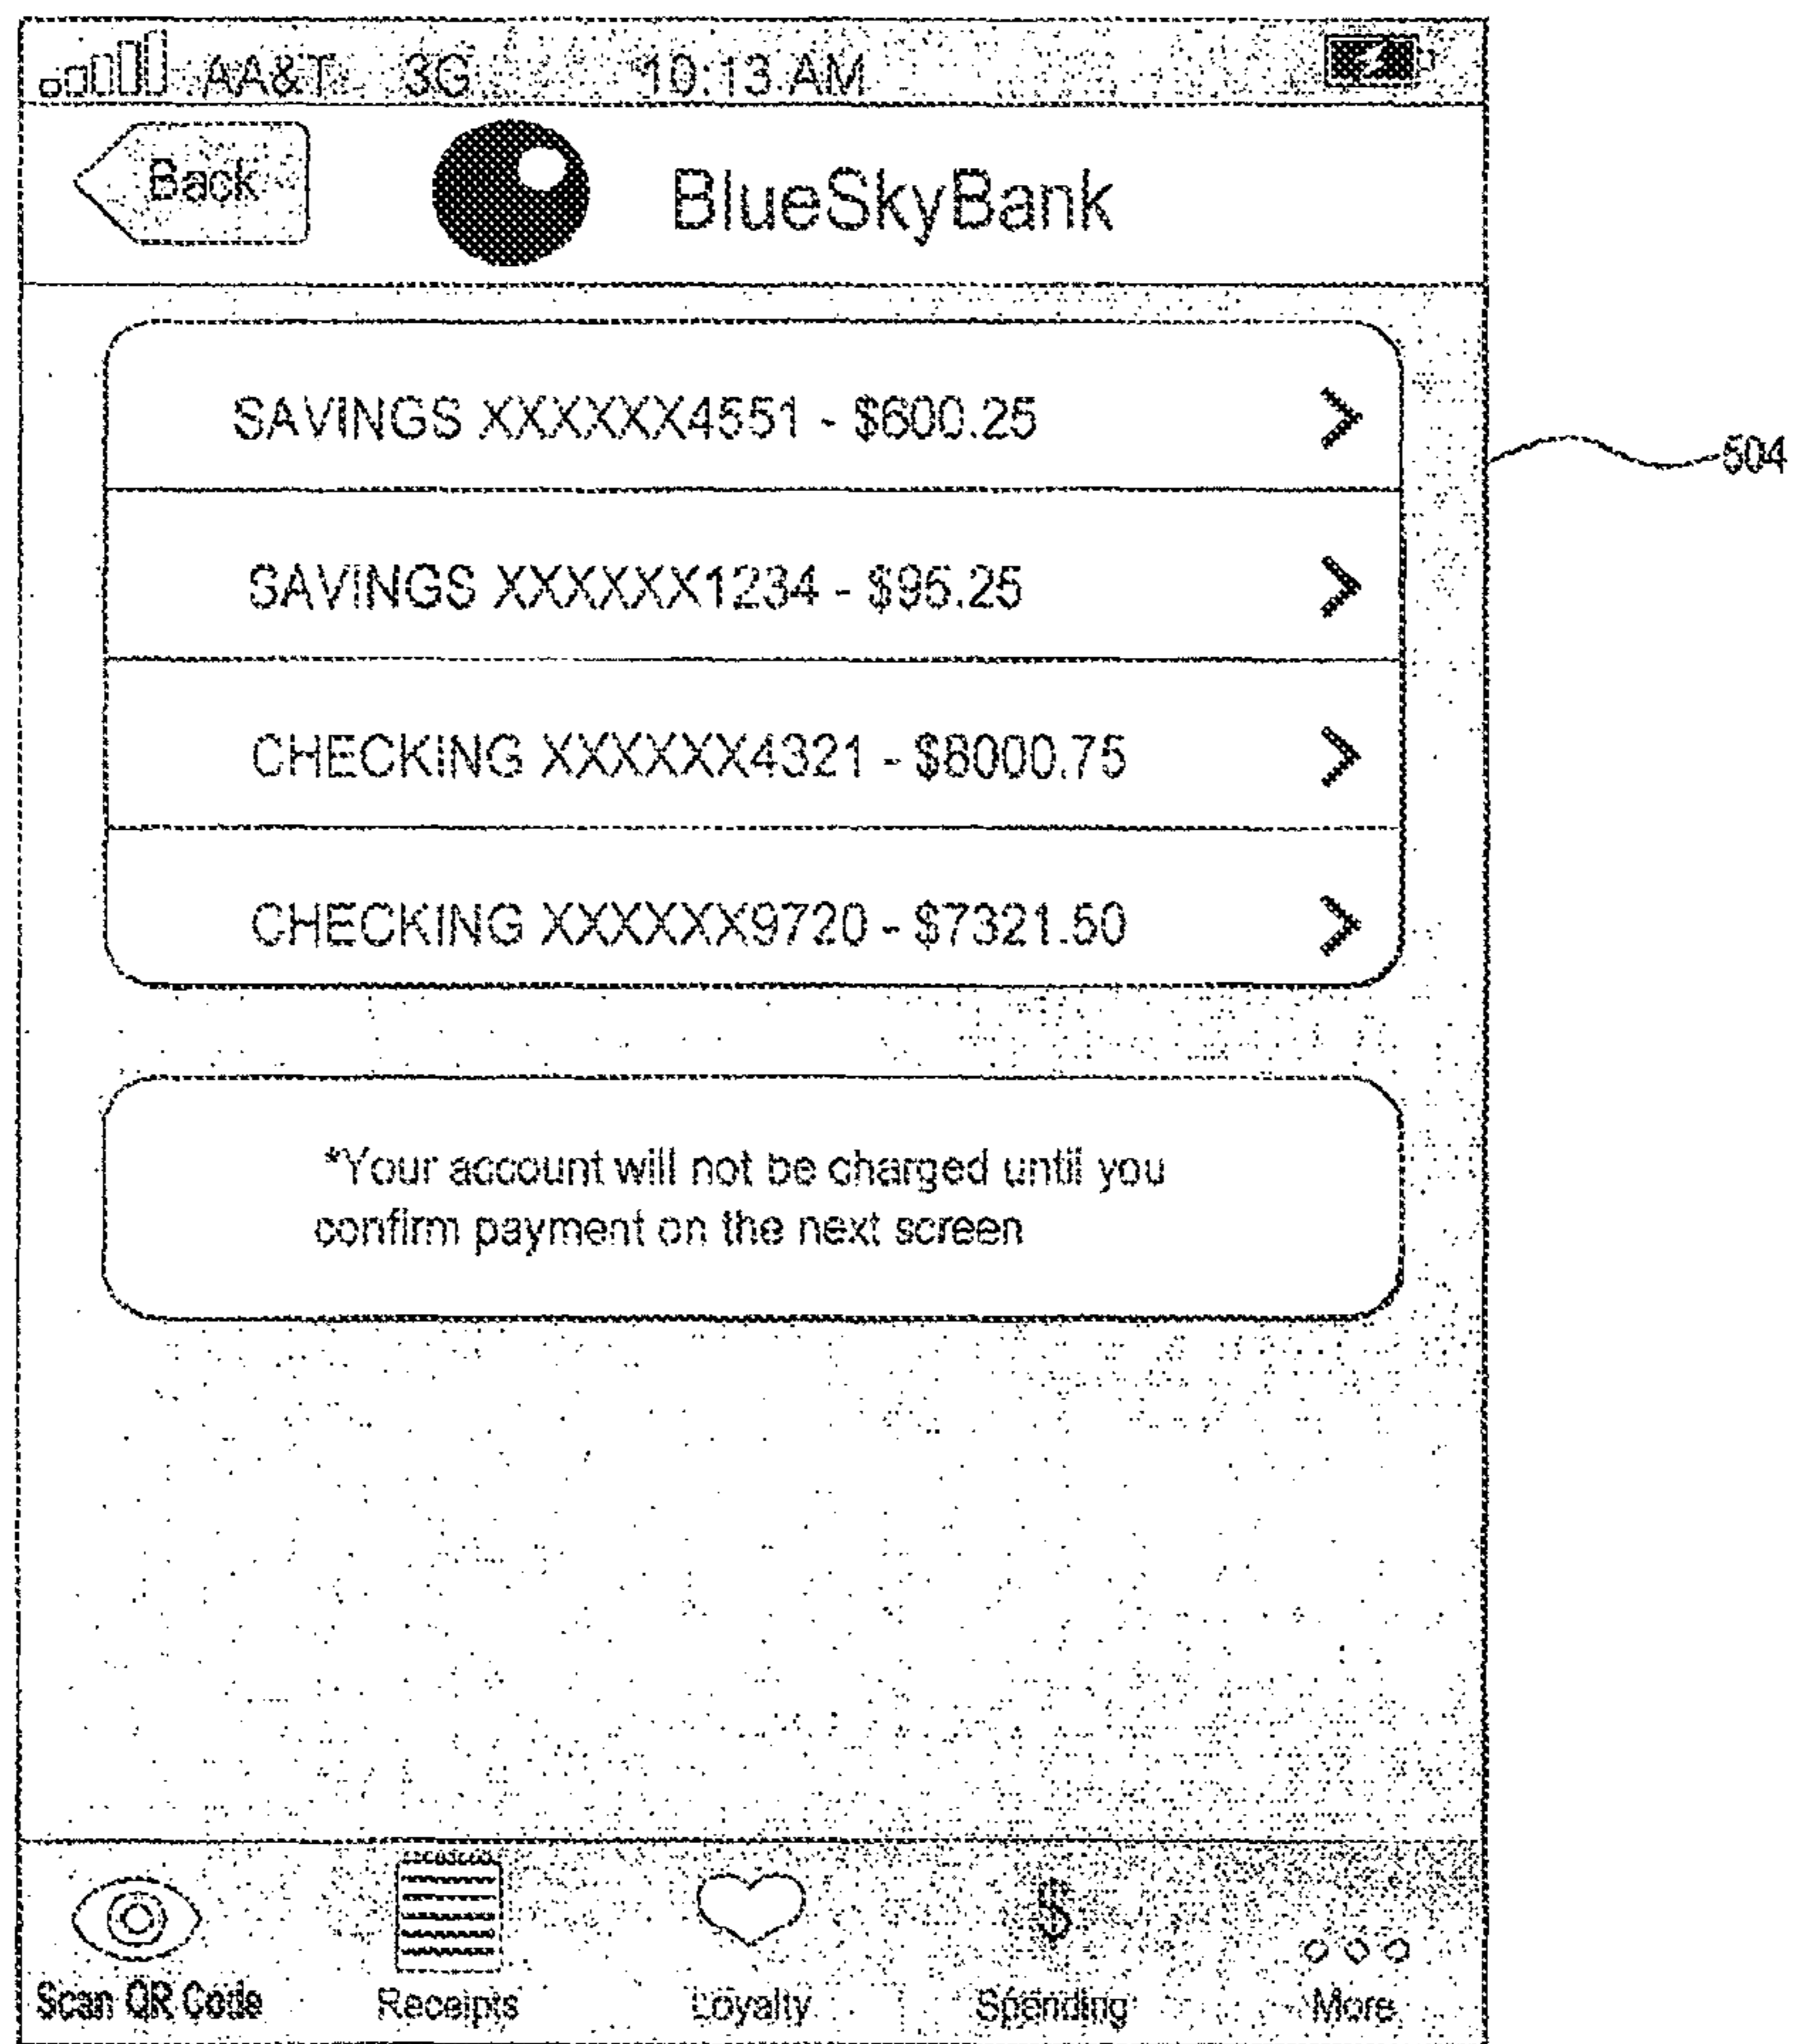 AA&T 3G 10:13 AM
Back BlueSkyBank
SAVINGS XXXXXX4551 - $600.25
504
SAVINGS XXXXXX1234 - $95.25
CHECKING XXXXXX4321 - $8000.75
CHECKING XXXXXX9720 - $7321.50
*Your account will not be charged until you
confirm payment on the next screen
$
Scan QR Code Receipts Loyalty Spending More